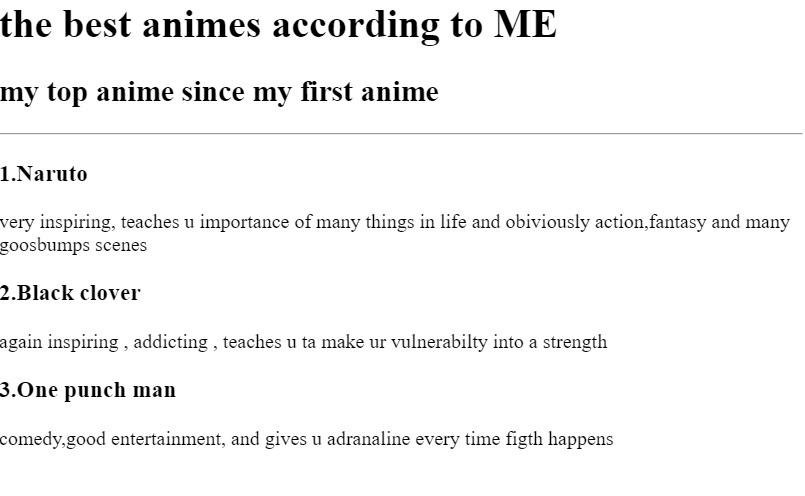 the best animes according to ME
my top anime since my first anime
1.Naruto
very inspiring, teaches u importance of many things in life and obiviously action,fantasy and many
goosbumps scenes
2.Black clover
again inspiring , addicting , teaches u ta make ur vulnerabilty into a strength
3.One punch man
comedy,good entertainment, and gives u adranaline every time figth happens